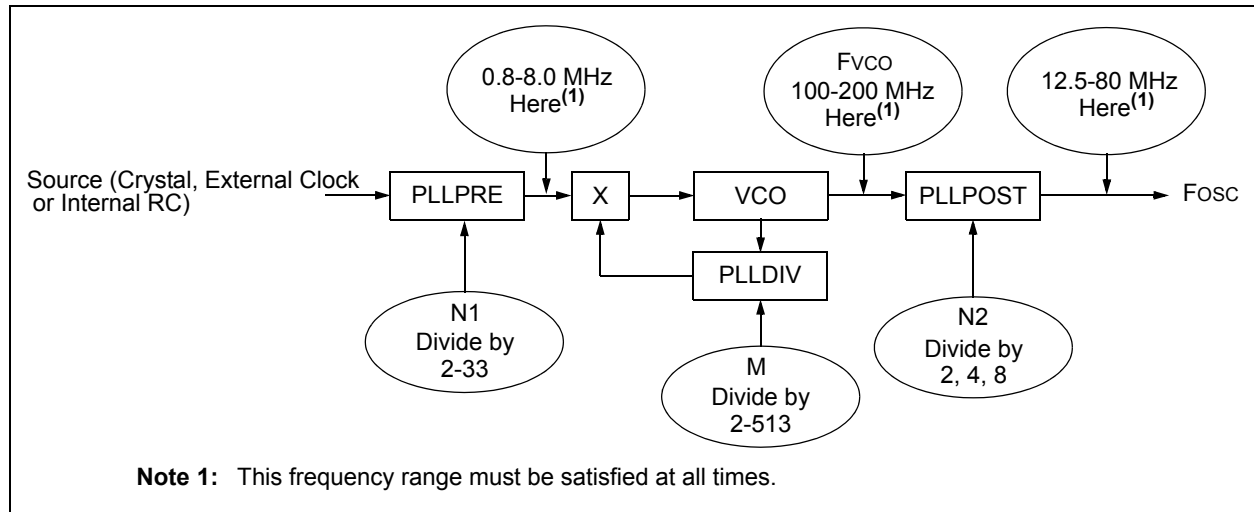 0.8-8.0 MHz
Here(1)
FVCO
100-200 MHz
Here(1)
12.5-80 MHz
Here(1)
Source (Crystal, External Clock
or Internal RC)
PLLPRE
X
VCO
PLLPOST
FOSC
PLLDIV
N1
Divide by
2-33
M
Divide by
2-513
N2
Divide by
2, 4, 8
Note 1: This frequency range must be satisfied at all times.